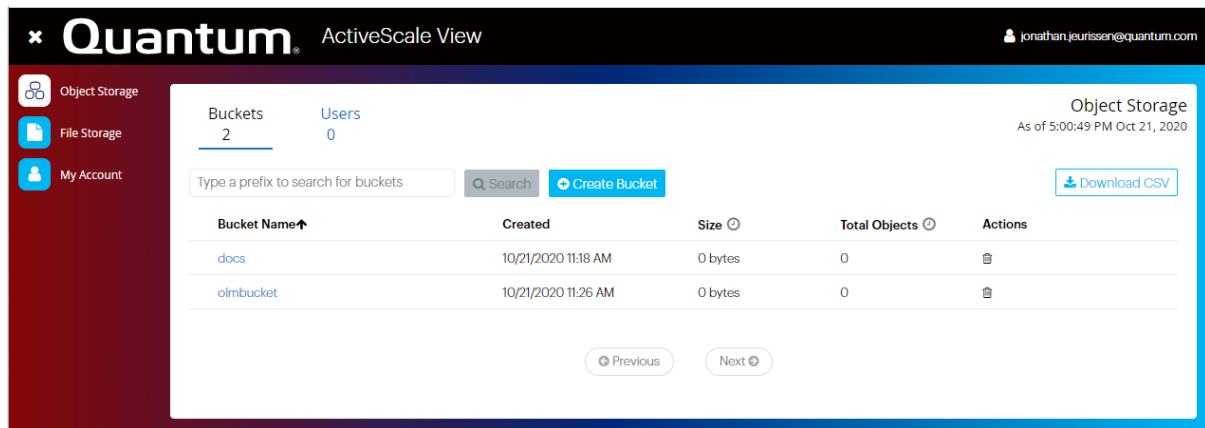 Quantum. ActiveScale View jonathan.jeurissen@quantum.com
Object Storage
File Storage
My Account
Buckets Users
2 0
Object Storage
As of 5:00:49 PM Oct 21, 2020
Type a prefix to search for buckets Search Create Bucket Download CSV
Bucket Name Created Size Total Objects Actions
docs 10/21/2020 11:18 AM 0 bytes 0
olmbucket 10/21/2020 11:26 AM 0 bytes 0
Previous Next